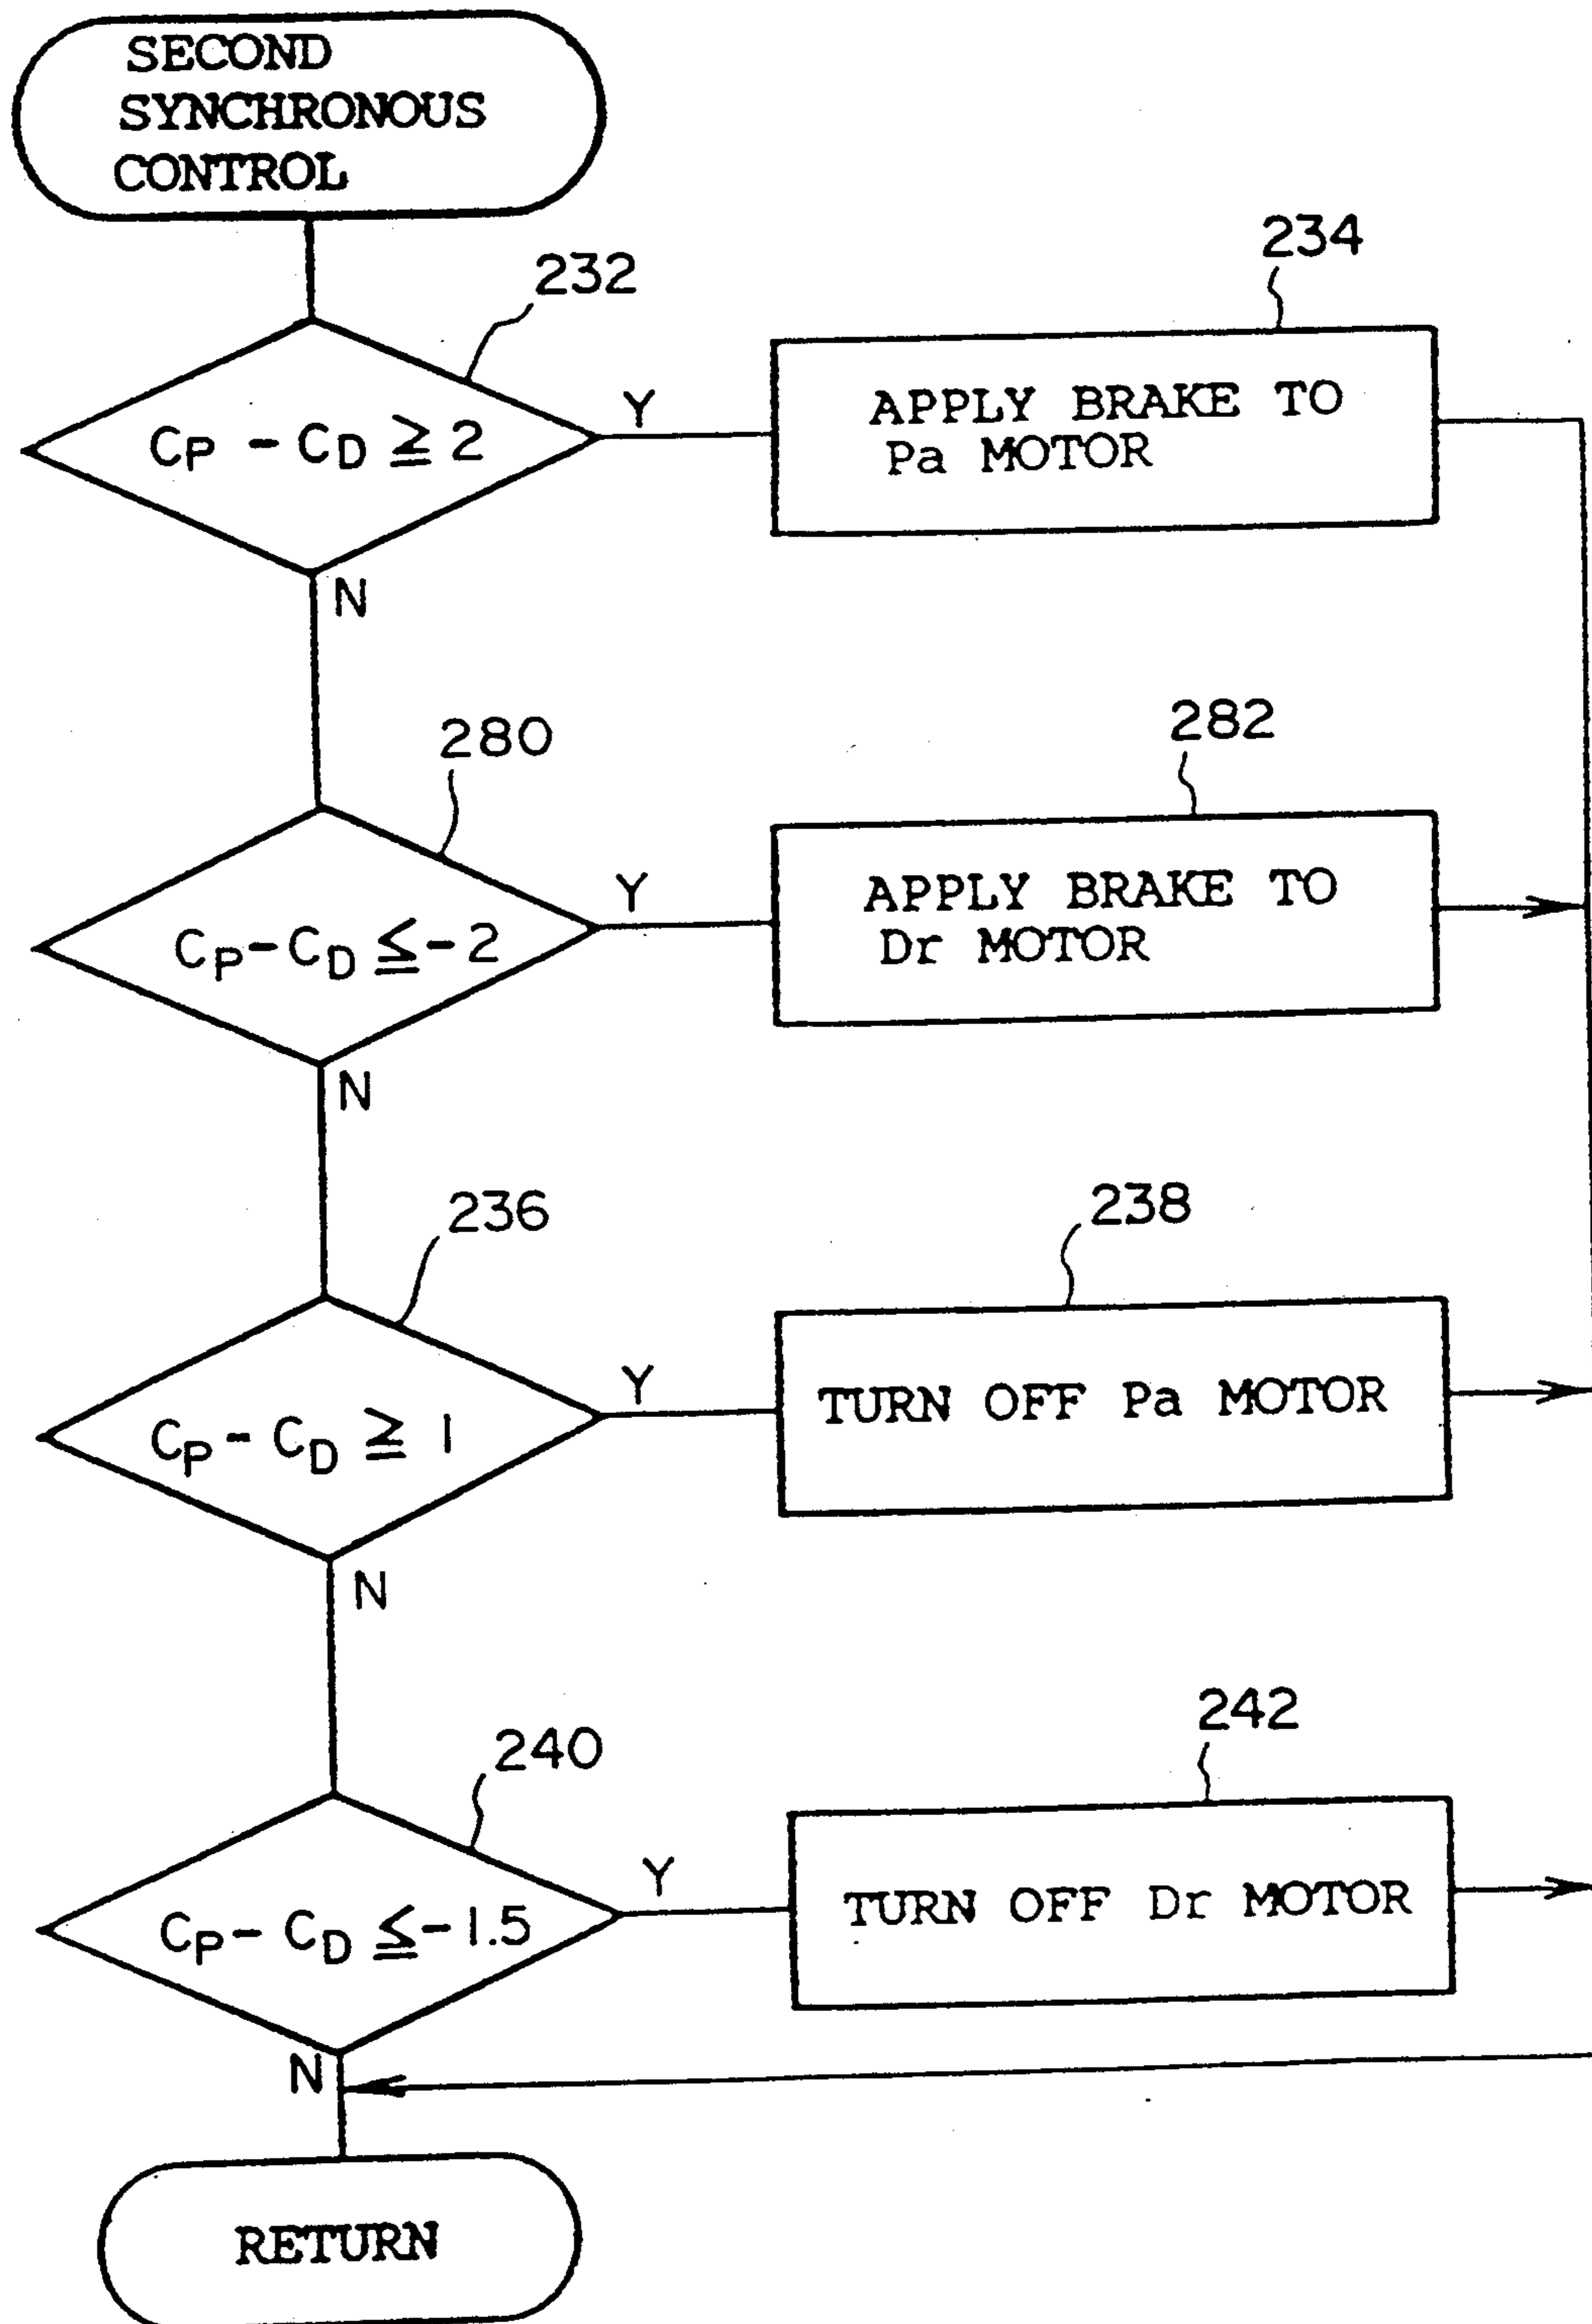 SECOND
SYNCHRONOUS
CONTROL
232
234
CP - CD ≧ 2
Y
APPLY BRAKE TO
Pa MOTOR
N
280
282
CP - CD ≦ - 2
Y
APPLY BRAKE TO
Dr MOTOR
N
236
238
CP - CD ≧ 1
Y
TURN OFF Pa MOTOR
N
240
242
CP - CD ≦ - 1.5
Y
TURN OFF Dr MOTOR
N
RETURN